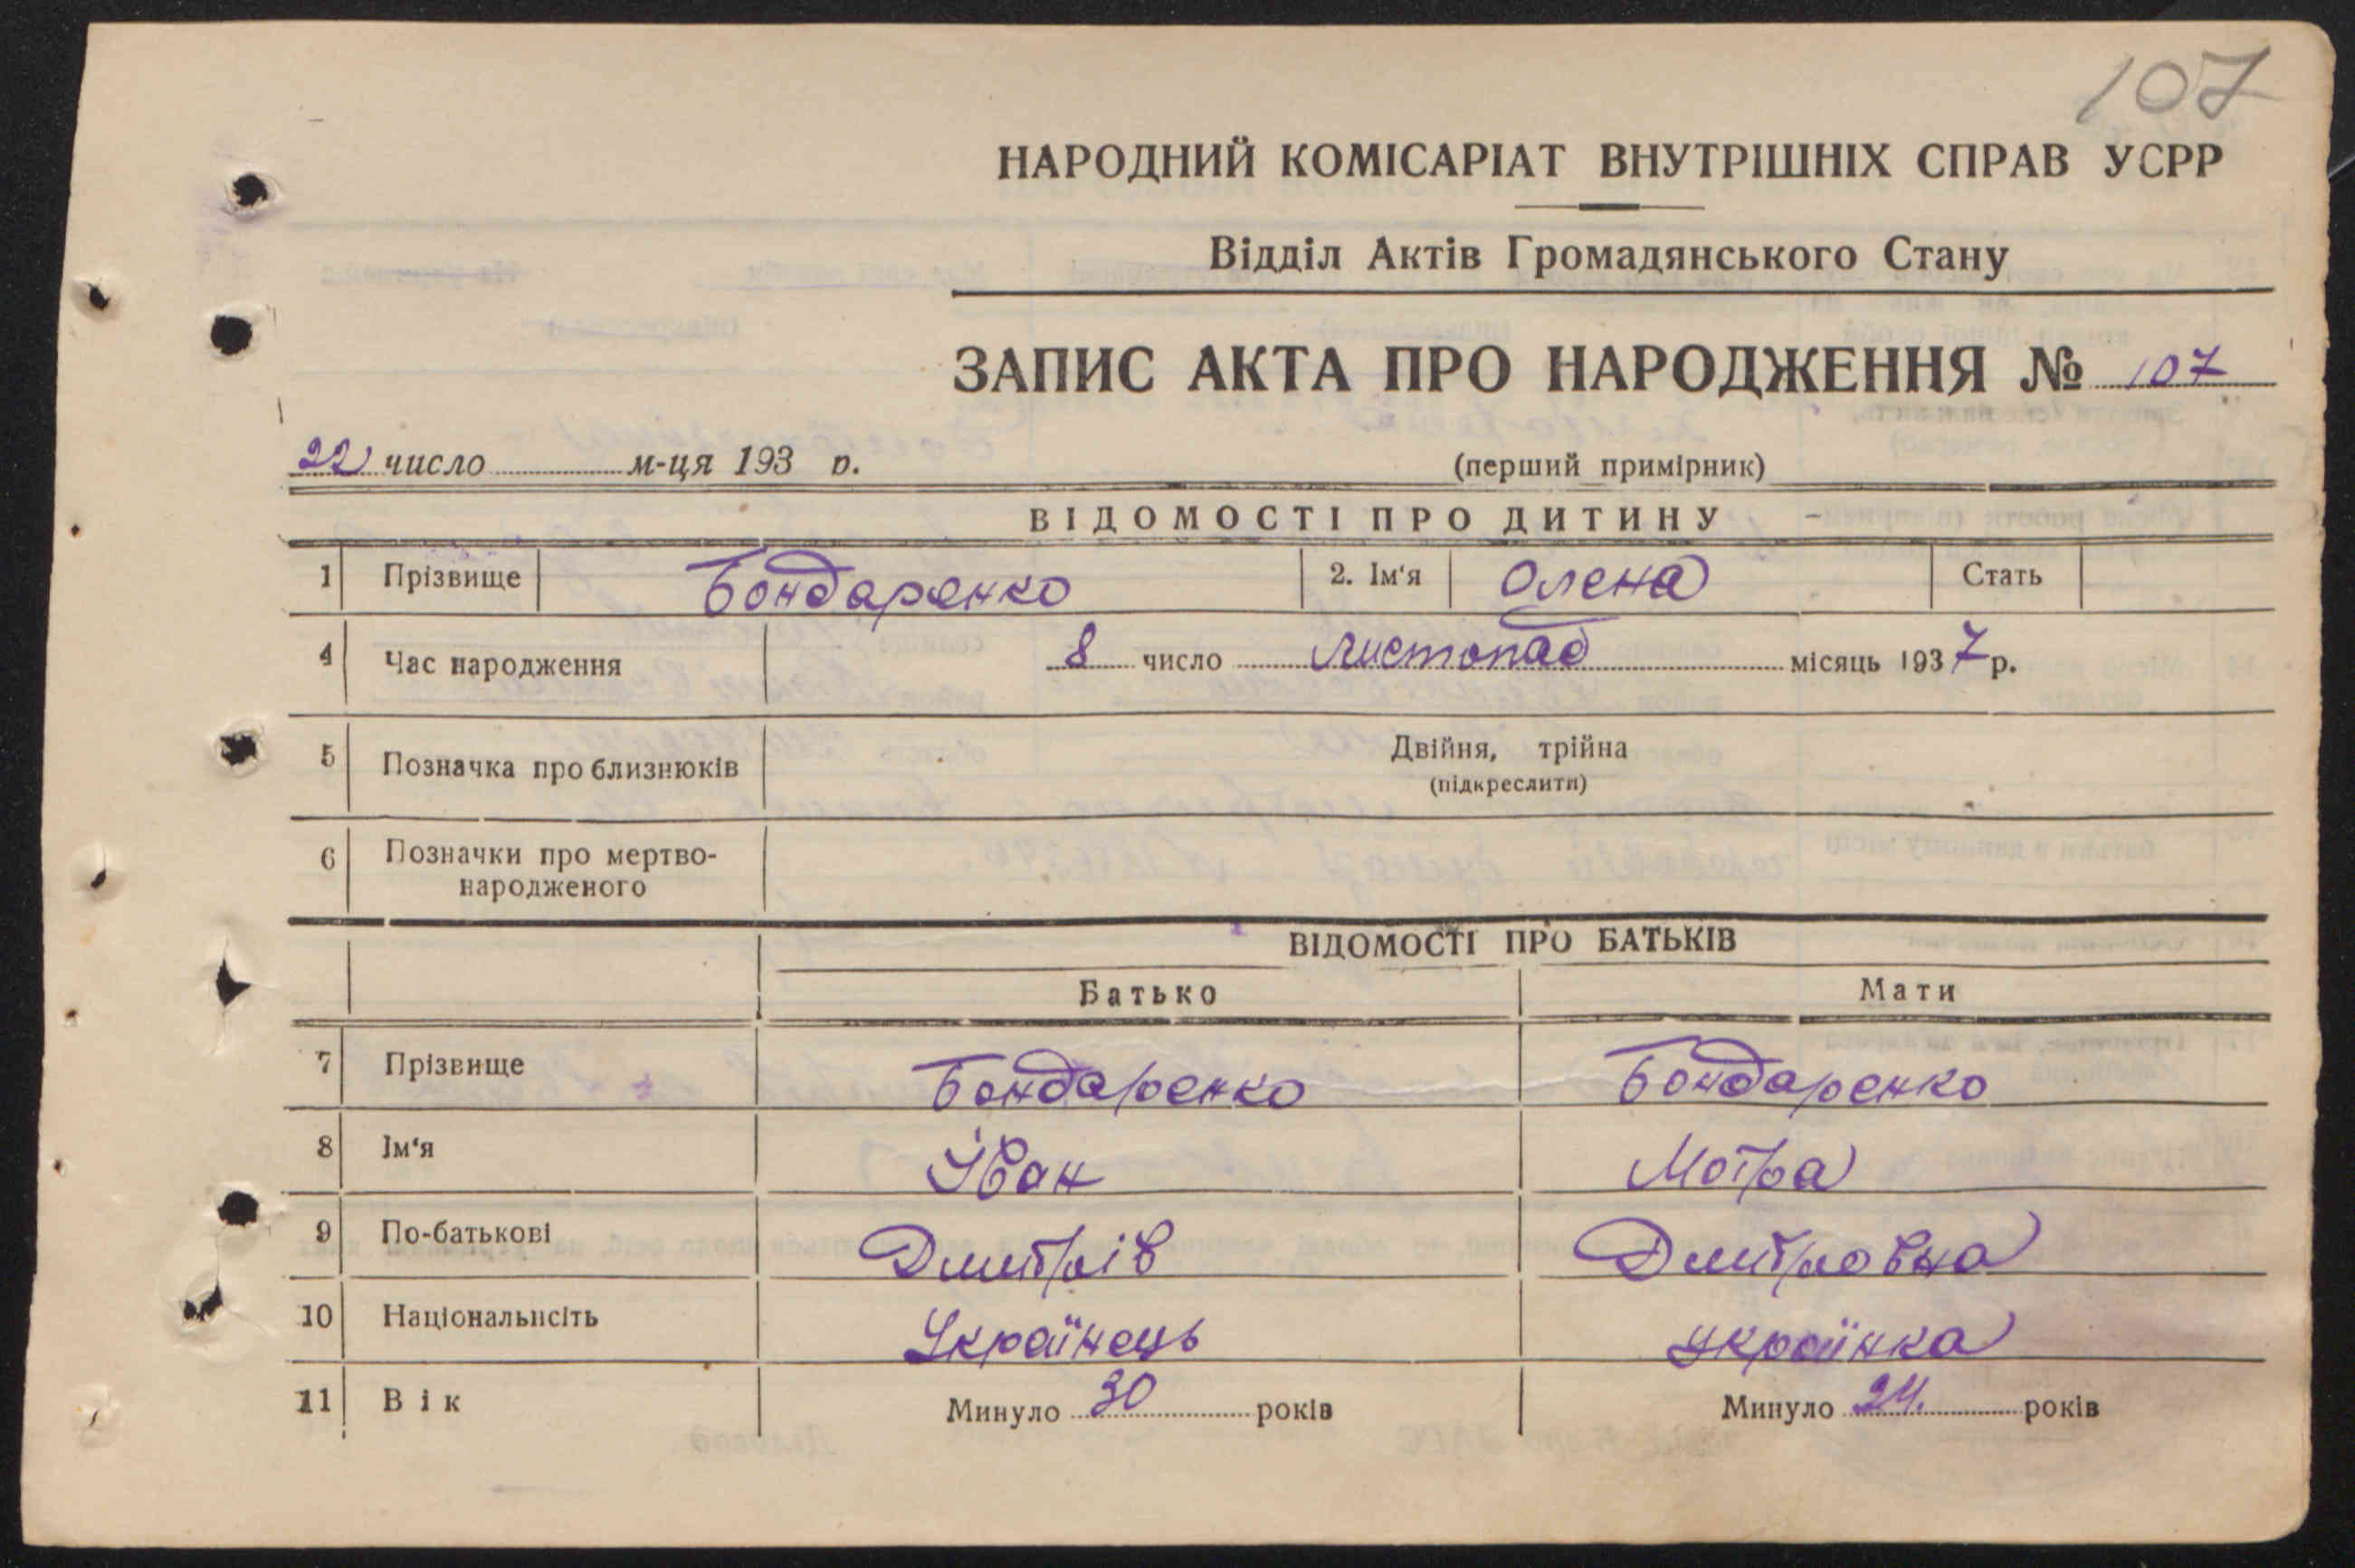 107
НАРОДНИЙ КОМІСАРІАТ ВНУТРІШНІХ СПРАВ УСРР
Відділ Актів Громадянського Стану
ЗАПИС АКТА ПРО НАРОДЖЕННЯ № 107
22 число м-ця 193 р. (перший примірник)
ВІДОМОСТІ ПРО ДИТИНУ
1 Прізвище Бондаренко 2. Ім'я Олена Стать
4 Час народження 8 число листопад місяць 1937 р.
5 Позначка про близнюків Двійня, трійна
(підкреслити)
6 Позначки про мертво-
народженого
ВІДОМОСТІ ПРО БАТЬКІВ
Батько Мати
7 Прізвище Бондаренко Бондаренко
8 Ім'я Іван Мотра
9 По-батькові Дмитрів Дмитровна
10 Національнсіть Українець Українка
11 Вік Минуло 30 років Минуло 24. років